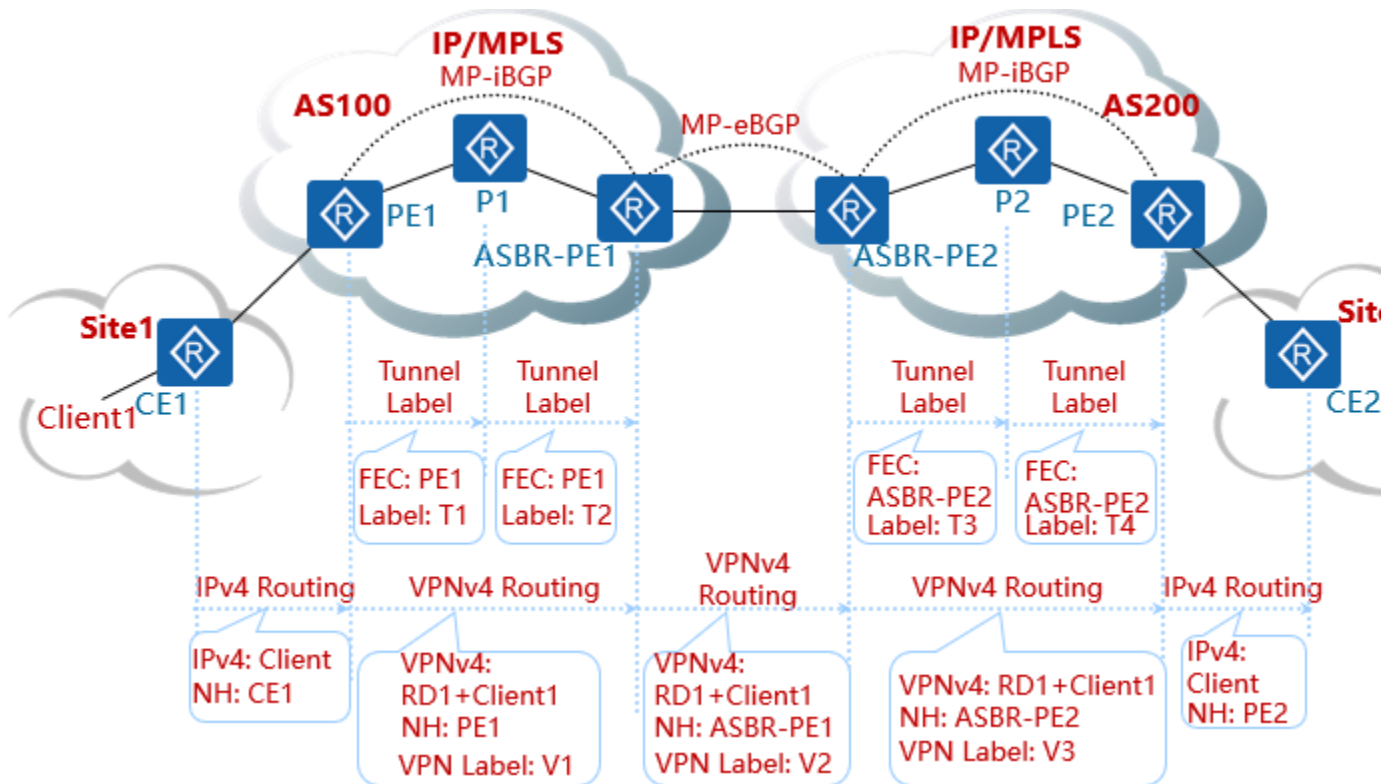 IP/MPLS
MP-iBGP
AS100
MP-eBGP
IP/MPLS
MP-iBGP
AS200
R
R
R
R
R
R
PE1
P1
ASBR-PE1
ASBR-PE2
P2
PE2
Site1
R
CE1
Client1
Site
R
CE2
Tunnel
Label
Tunnel
Label
Tunnel
Label
Tunnel
Label
FEC: PE1
Label: T1
FEC: PE1
Label: T2
FEC:
ASBR-PE2
Label: T3
FEC:
ASBR-PE2
Label: T4
IPv4 Routing
VPNv4 Routing
VPNv4
Routing
VPNv4 Routing
IPv4 Routing
IPv4: Client
NH: CE1
VPNv4:
RD1+Client1
NH: PE1
VPN Label: V1
VPNv4:
RD1+Client1
NH: ASBR-PE1
VPN Label: V2
VPNv4: RD1+Client1
NH: ASBR-PE2
VPN Label: V3
IPv4:
Client
NH: PE2